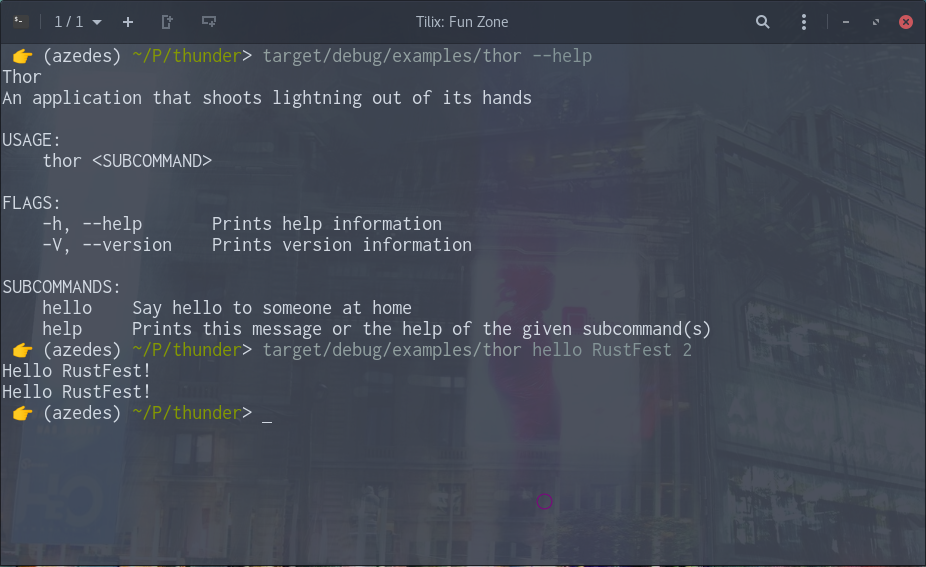 1 / 1
Tilix: Fun Zone
👉 (azedes) ~/P/thunder> target/debug/examples/thor --help
Thor
An application that shoots lightning out of its hands
USAGE:
    thor <SUBCOMMAND>
FLAGS:
    -h, --help       Prints help information
    -V, --version    Prints version information
SUBCOMMANDS:
    hello    Say hello to someone at home
    help     Prints this message or the help of the given subcommand(s)
👉 (azedes) ~/P/thunder> target/debug/examples/thor hello RustFest 2
Hello RustFest!
Hello RustFest!
👉 (azedes) ~/P/thunder> _